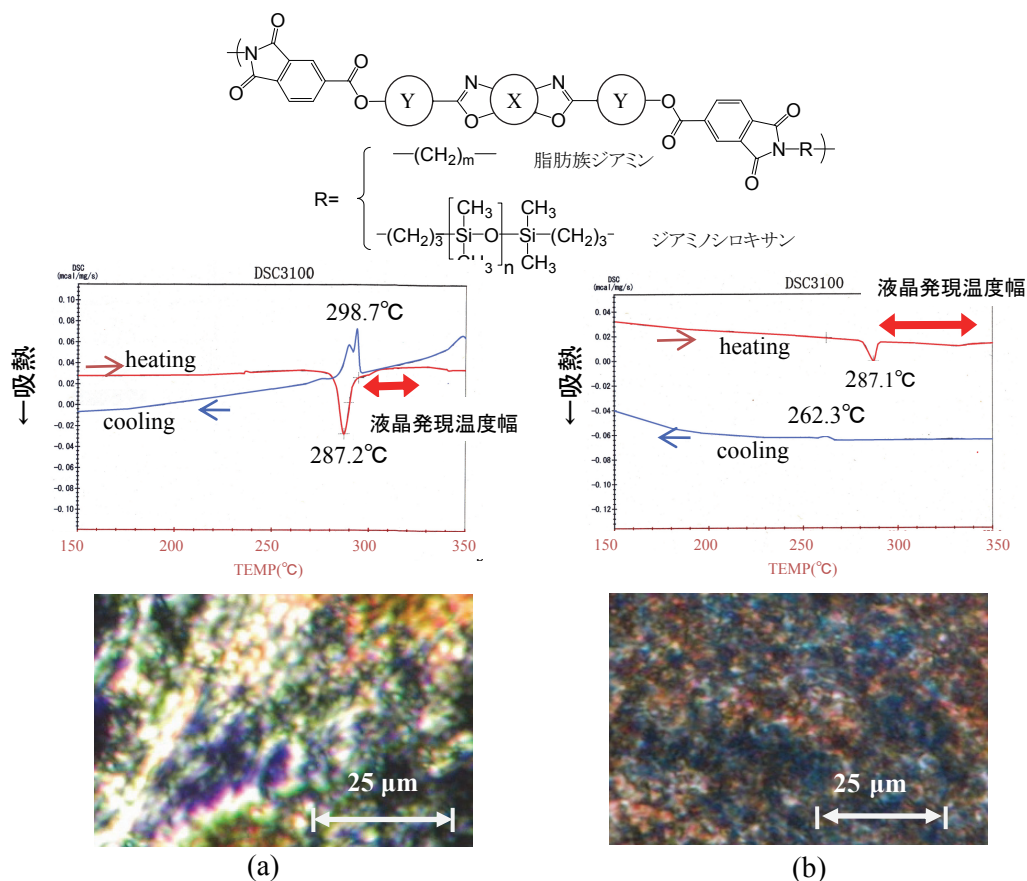 O
O
N
O
O
O
Y
N
O
X
N
O
Y
O
O
O
N
O
R
R=
—(CH2)m—
脂肪族ジアミン
CH3
CH3
-(CH2)3
Si
O
Si
(CH2)3-
ジアミノシロキサン
CH3
n
CH3
DSC
(mcal/mg/s)
DSC3100
0.10
0.08
0.06
0.04
0.02
0.00
-0.02
-0.04
-0.06
-0.08
-0.10
←吸熱
298.7℃
heating
cooling
液晶発現温度幅
287.2℃
150 200 250 300 350
TEMP(℃)
DSC
(mcal/mg/s)
DSC3100
液晶発現温度幅
0.04
0.02
0.00
-0.02
-0.04
-0.06
-0.08
-0.10
-0.12
←吸熱
heating
287.1℃
262.3℃
cooling
150 200 250 300 350
TEMP(℃)
25 µm
25 µm
(a)
(b)